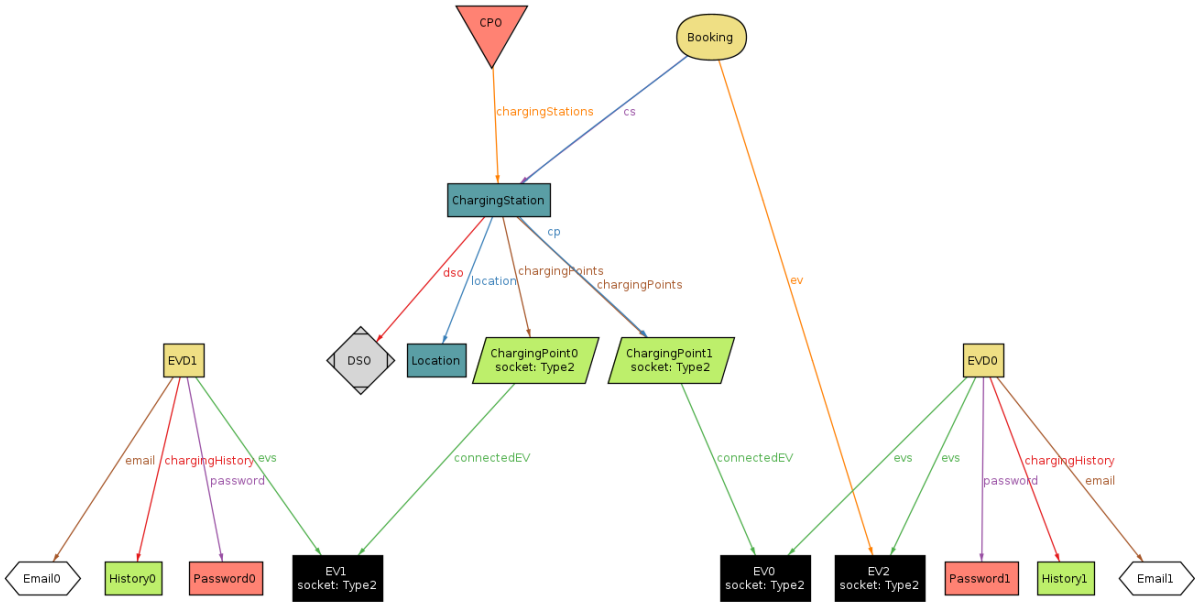 CPO
Booking
chargingStations
cs
ChargingStation
cp
dso
location
chargingPoints
chargingPoints
ev
EVD1
DSO
Location
ChargingPoint0
socket: Type2
ChargingPoint1
socket: Type2
EVD0
email
chargingHistory
evs
password
connectedEV
connectedEV
evs
evs
chargingHistory
password
email
Email0
History0
Password0
EV1
socket: Type2
EV0
socket: Type2
EV2
socket: Type2
Password1
History1
Email1